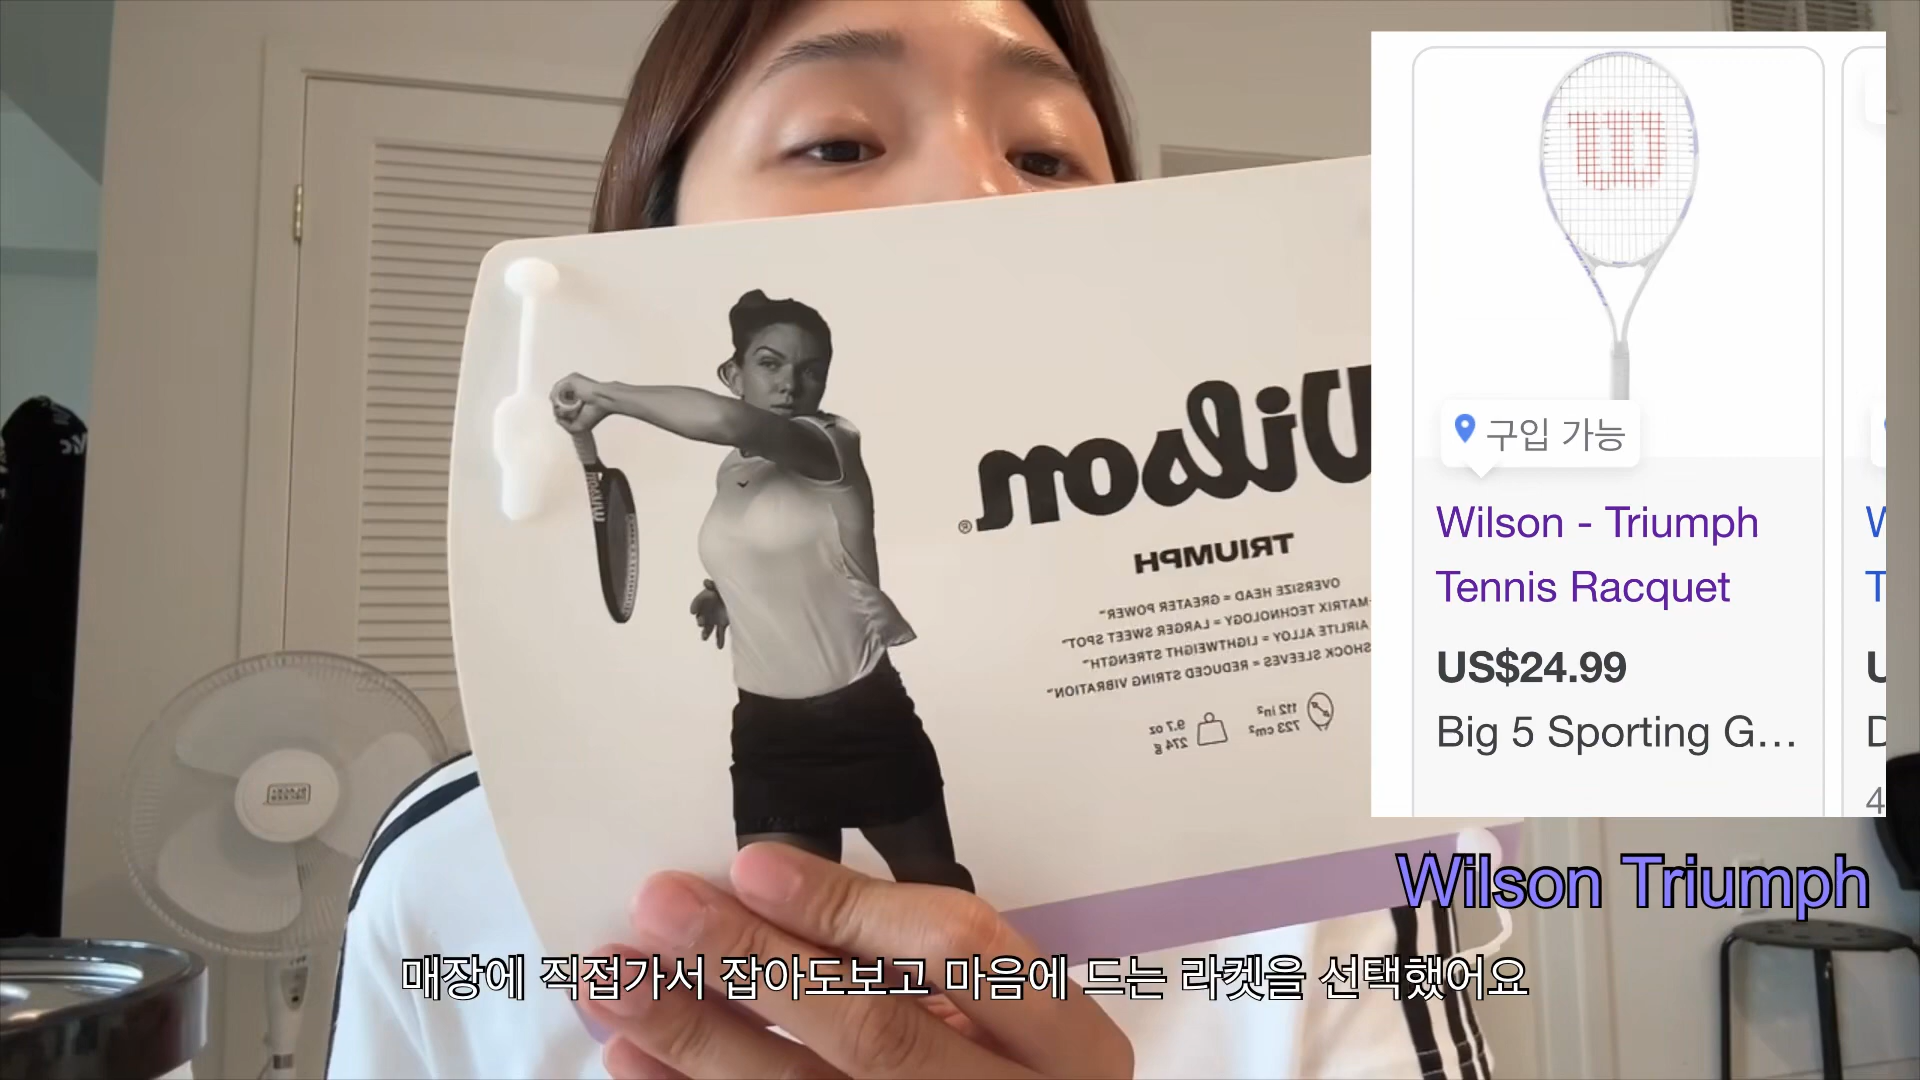 Wilson
®
TRIUMPH
OVERSIZE HEAD = GREATER POWER"
MATRIX TECHNOLOGY = LARGER SWEET SPOT"
AIRLITE ALLOY = LIGHTWEIGHT STRENGTH"
SHOCK SLEEVES = REDUCED STRING VIBRATION"
112 in²
723 cm²
9.7 oz
274 g
W
구입 가능
Wilson - Triumph
Tennis Racquet
US$24.99
Big 5 Sporting G...
W
T
U
D
4
Wilson Triumph
매장에 직접가서 잡아도보고 마음에 드는 라켓을 선택했어요